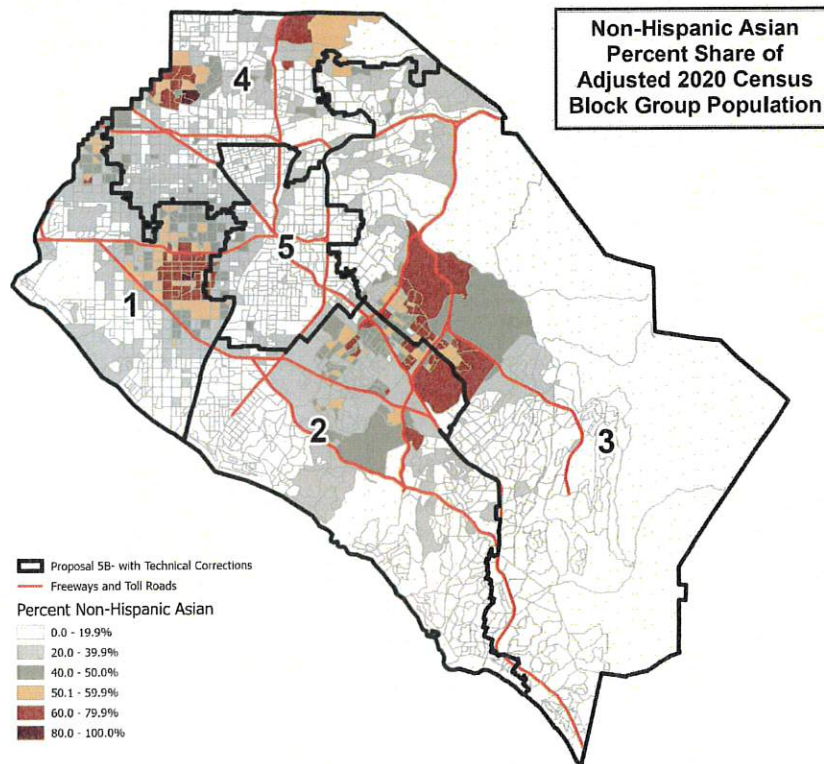 Non-Hispanic Asian
Percent Share of
Adjusted 2020 Census
Block Group Population
4
5
1
2
3
Proposal 5B- with Technical Corrections
Freeways and Toll Roads
Percent Non-Hispanic Asian
0.0 - 19.9%
20.0 - 39.9%
40.0 - 50.0%
50.1 - 59.9%
60.0 - 79.9%
80.0 - 100.0%